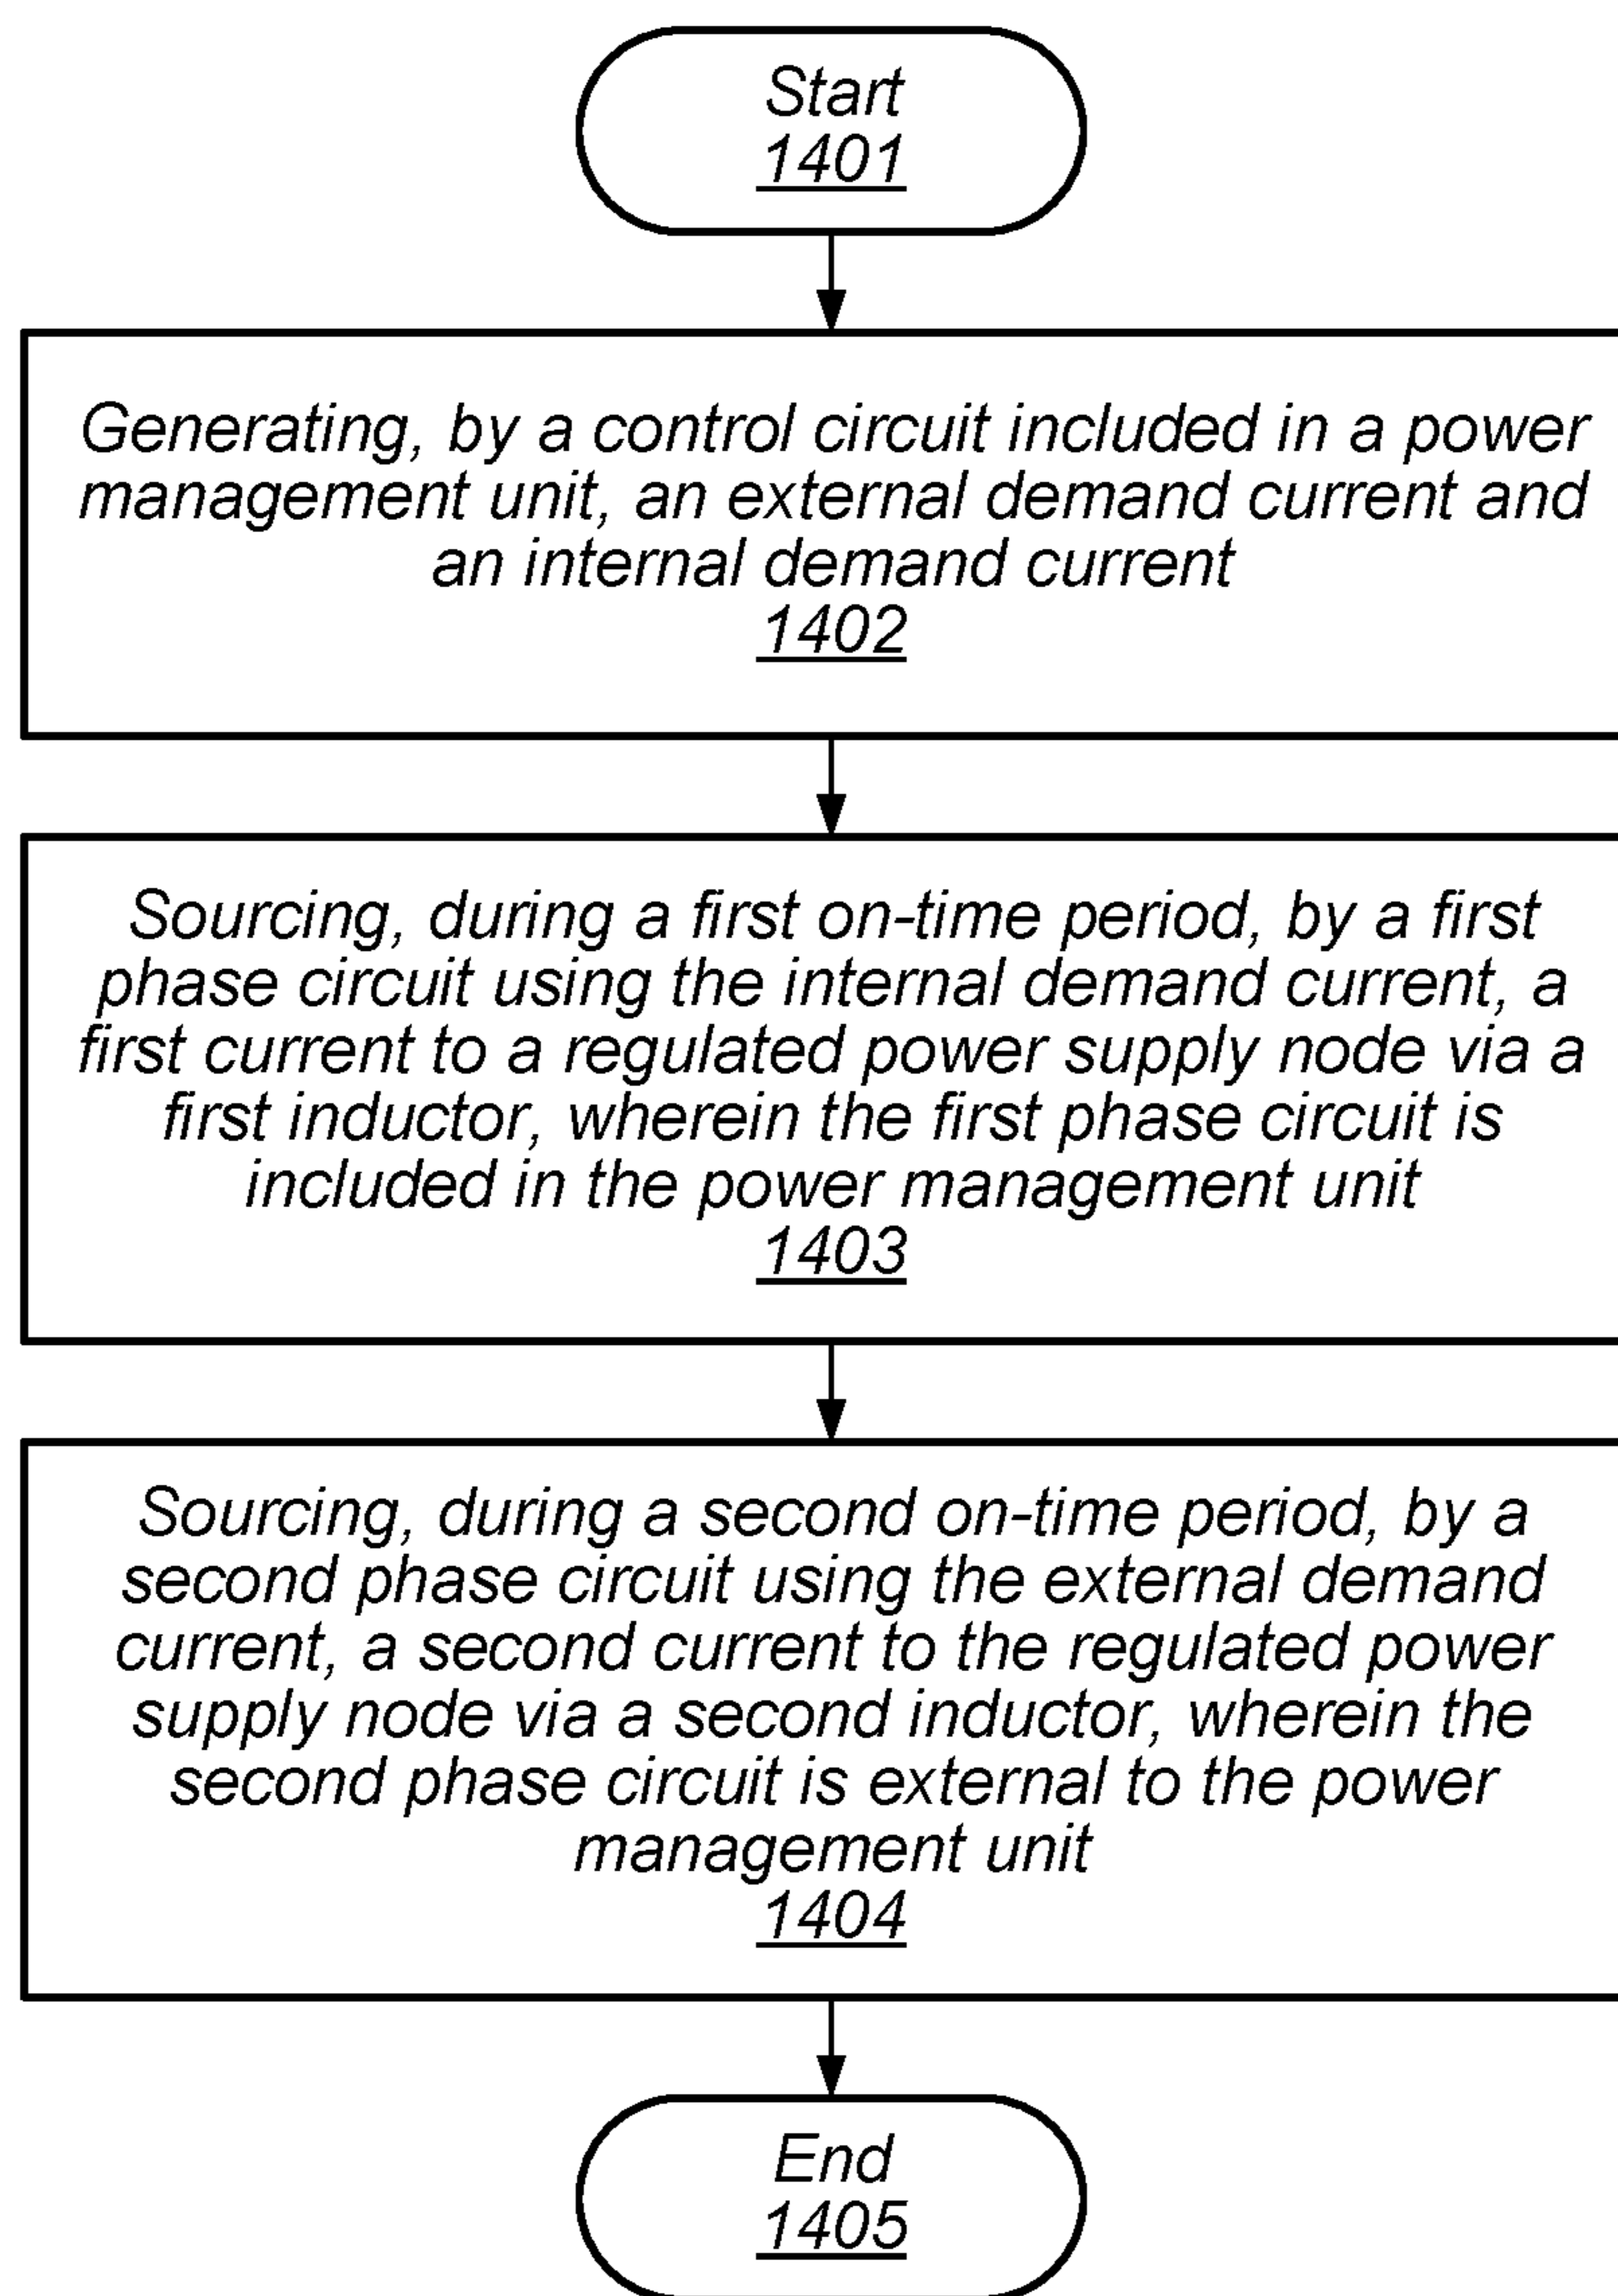 Start
1401
Generating, by a control circuit included in a power
management unit, an external demand current and
an internal demand current
1402
Sourcing, during a first on-time period, by a first
phase circuit using the internal demand current, a
first current to a regulated power supply node via a
first inductor, wherein the first phase circuit is
included in the power management unit
1403
Sourcing, during a second on-time period, by a
second phase circuit using the external demand
current, a second current to the regulated power
supply node via a second inductor, wherein the
second phase circuit is external to the power
management unit
1404
End
1405